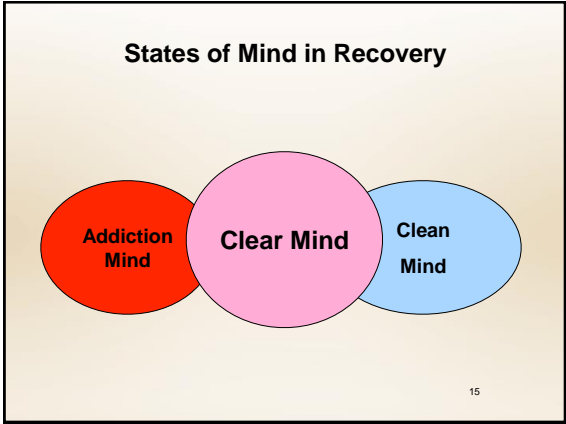 States of Mind in Recovery
Addiction
Mind
Clear Mind
Clean
Mind
15